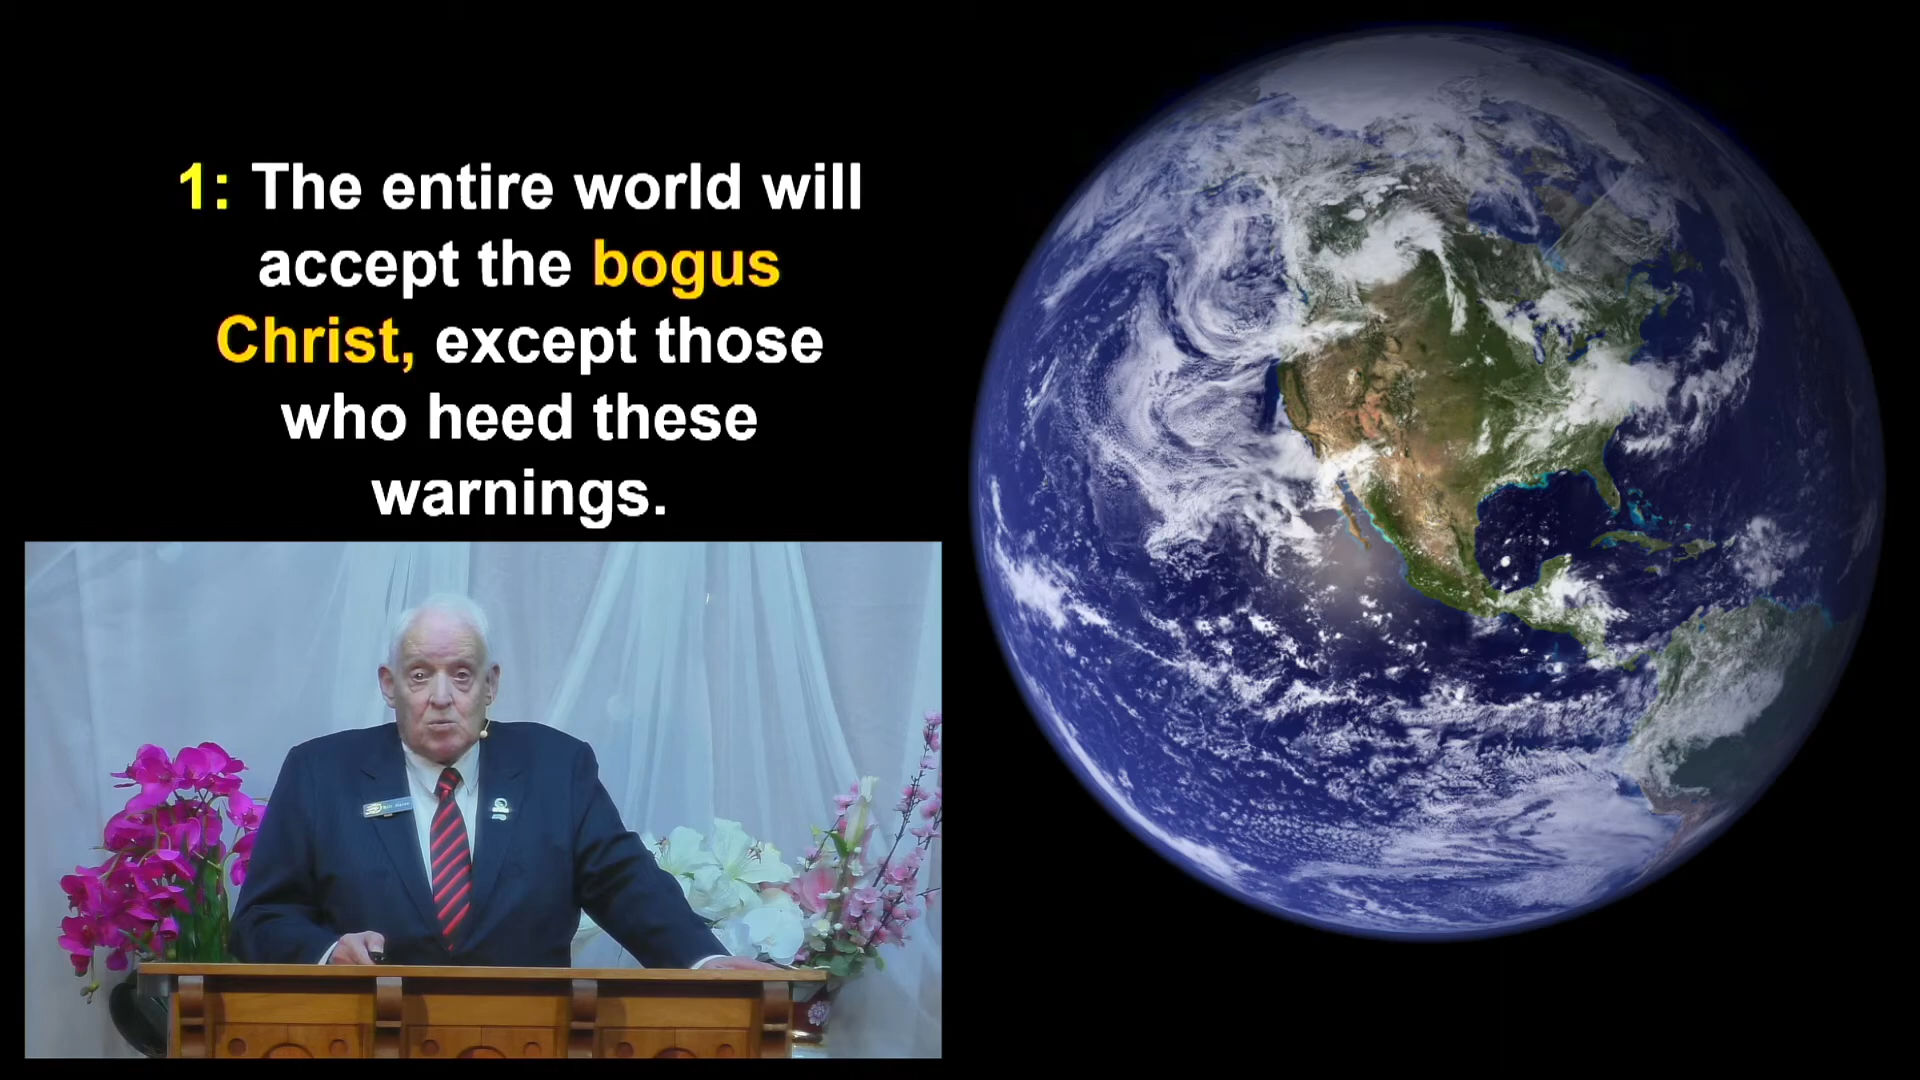 1: The entire world will
accept the bogus
Christ, except those
who heed these
warnings.